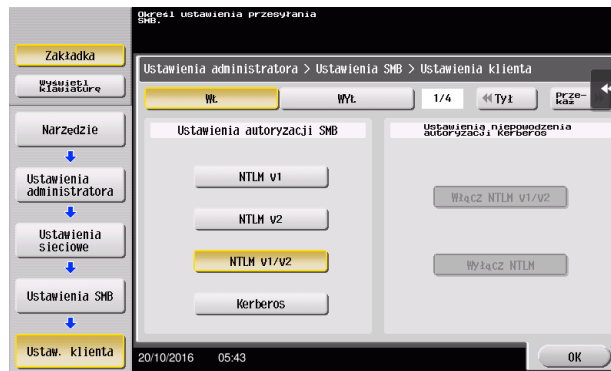 Określ ustawienia przesyłania
SMB.
Zakładka
Wyświetl
klawiaturę
Narzędzie
Ustawienia
administratora
Ustawienia
sieciowe
Ustawienia SMB
Ustaw. klienta
Ustawienia administratora > Ustawienia SMB > Ustawienia klienta
WŁ. WYŁ. 1/4 Tył Prze-
każ
Ustawienia autoryzacji SMB
NTLM v1
NTLM v2
NTLM v1/v2
Kerberos
Ustawienia niepowodzenia
autoryzacji Kerberos
Włącz NTLM v1/v2
Wyłącz NTLM
20/10/2016 05:43
OK